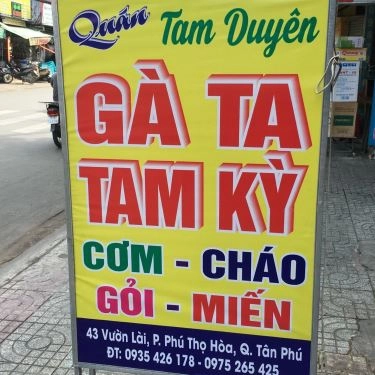 Quán Tam Duyên
GÀ TA
TAM KỲ
CƠM - CHÁO
GỎI - MIẾN
43 Vườn Lài, P. Phú Thọ Hòa, Q. Tân Phú
ĐT: 0935 426 178 - 0975 265 425